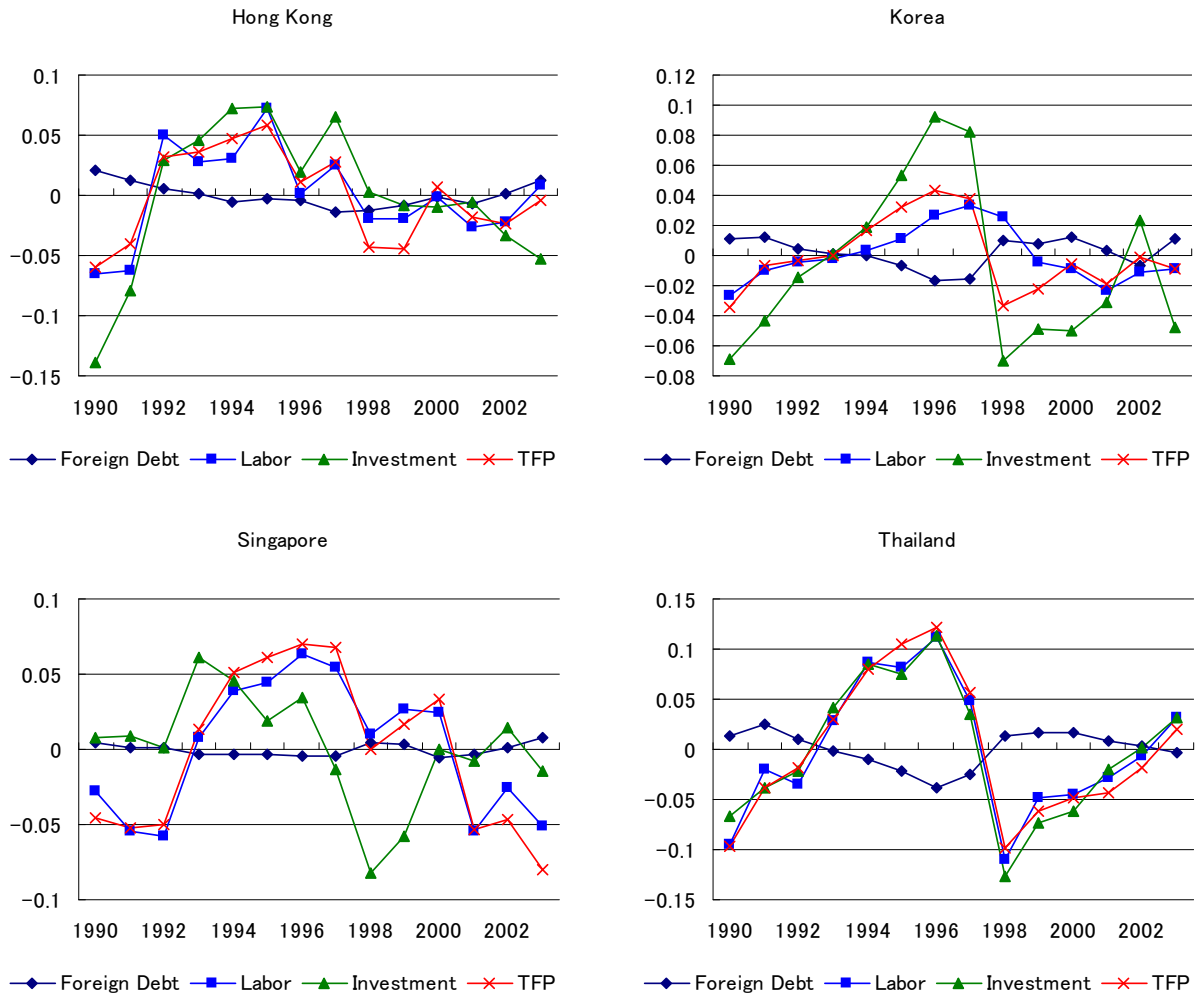 Hong Kong
0.1
0.05
0
−0.05
−0.1
−0.15
1990 1992 1994 1996 1998 2000 2002
Foreign Debt Labor Investment TFP
Korea
0.12
0.1
0.08
0.06
0.04
0.02
0
−0.02
−0.04
−0.06
−0.08
1990 1992 1994 1996 1998 2000 2002
Foreign Debt Labor Investment TFP
Singapore
0.1
0.05
0
−0.05
−0.1
1990 1992 1994 1996 1998 2000 2002
Foreign Debt Labor Investment TFP
Thailand
0.15
0.1
0.05
0
−0.05
−0.1
−0.15
1990 1992 1994 1996 1998 2000 2002
Foreign Debt Labor Investment TFP